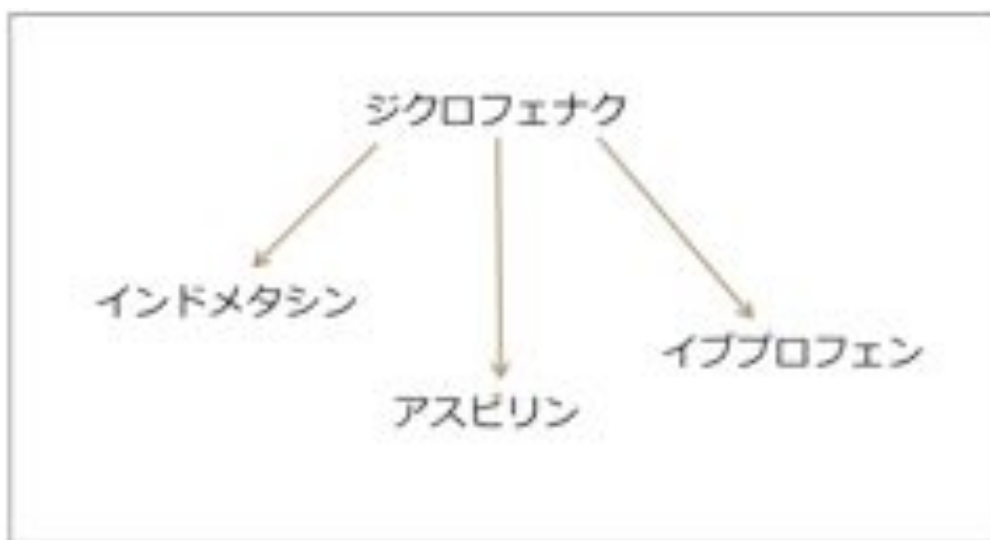 ジクロフェナク
インドメタシン
イブプロフェン
アスピリン